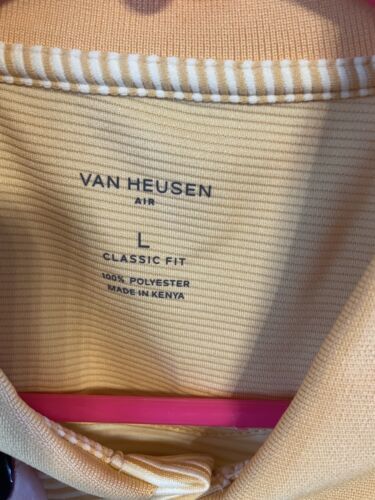 VAN HEUSEN
AIR
L
CLASSIC FIT
100% POLYESTER
MADE IN KENYA